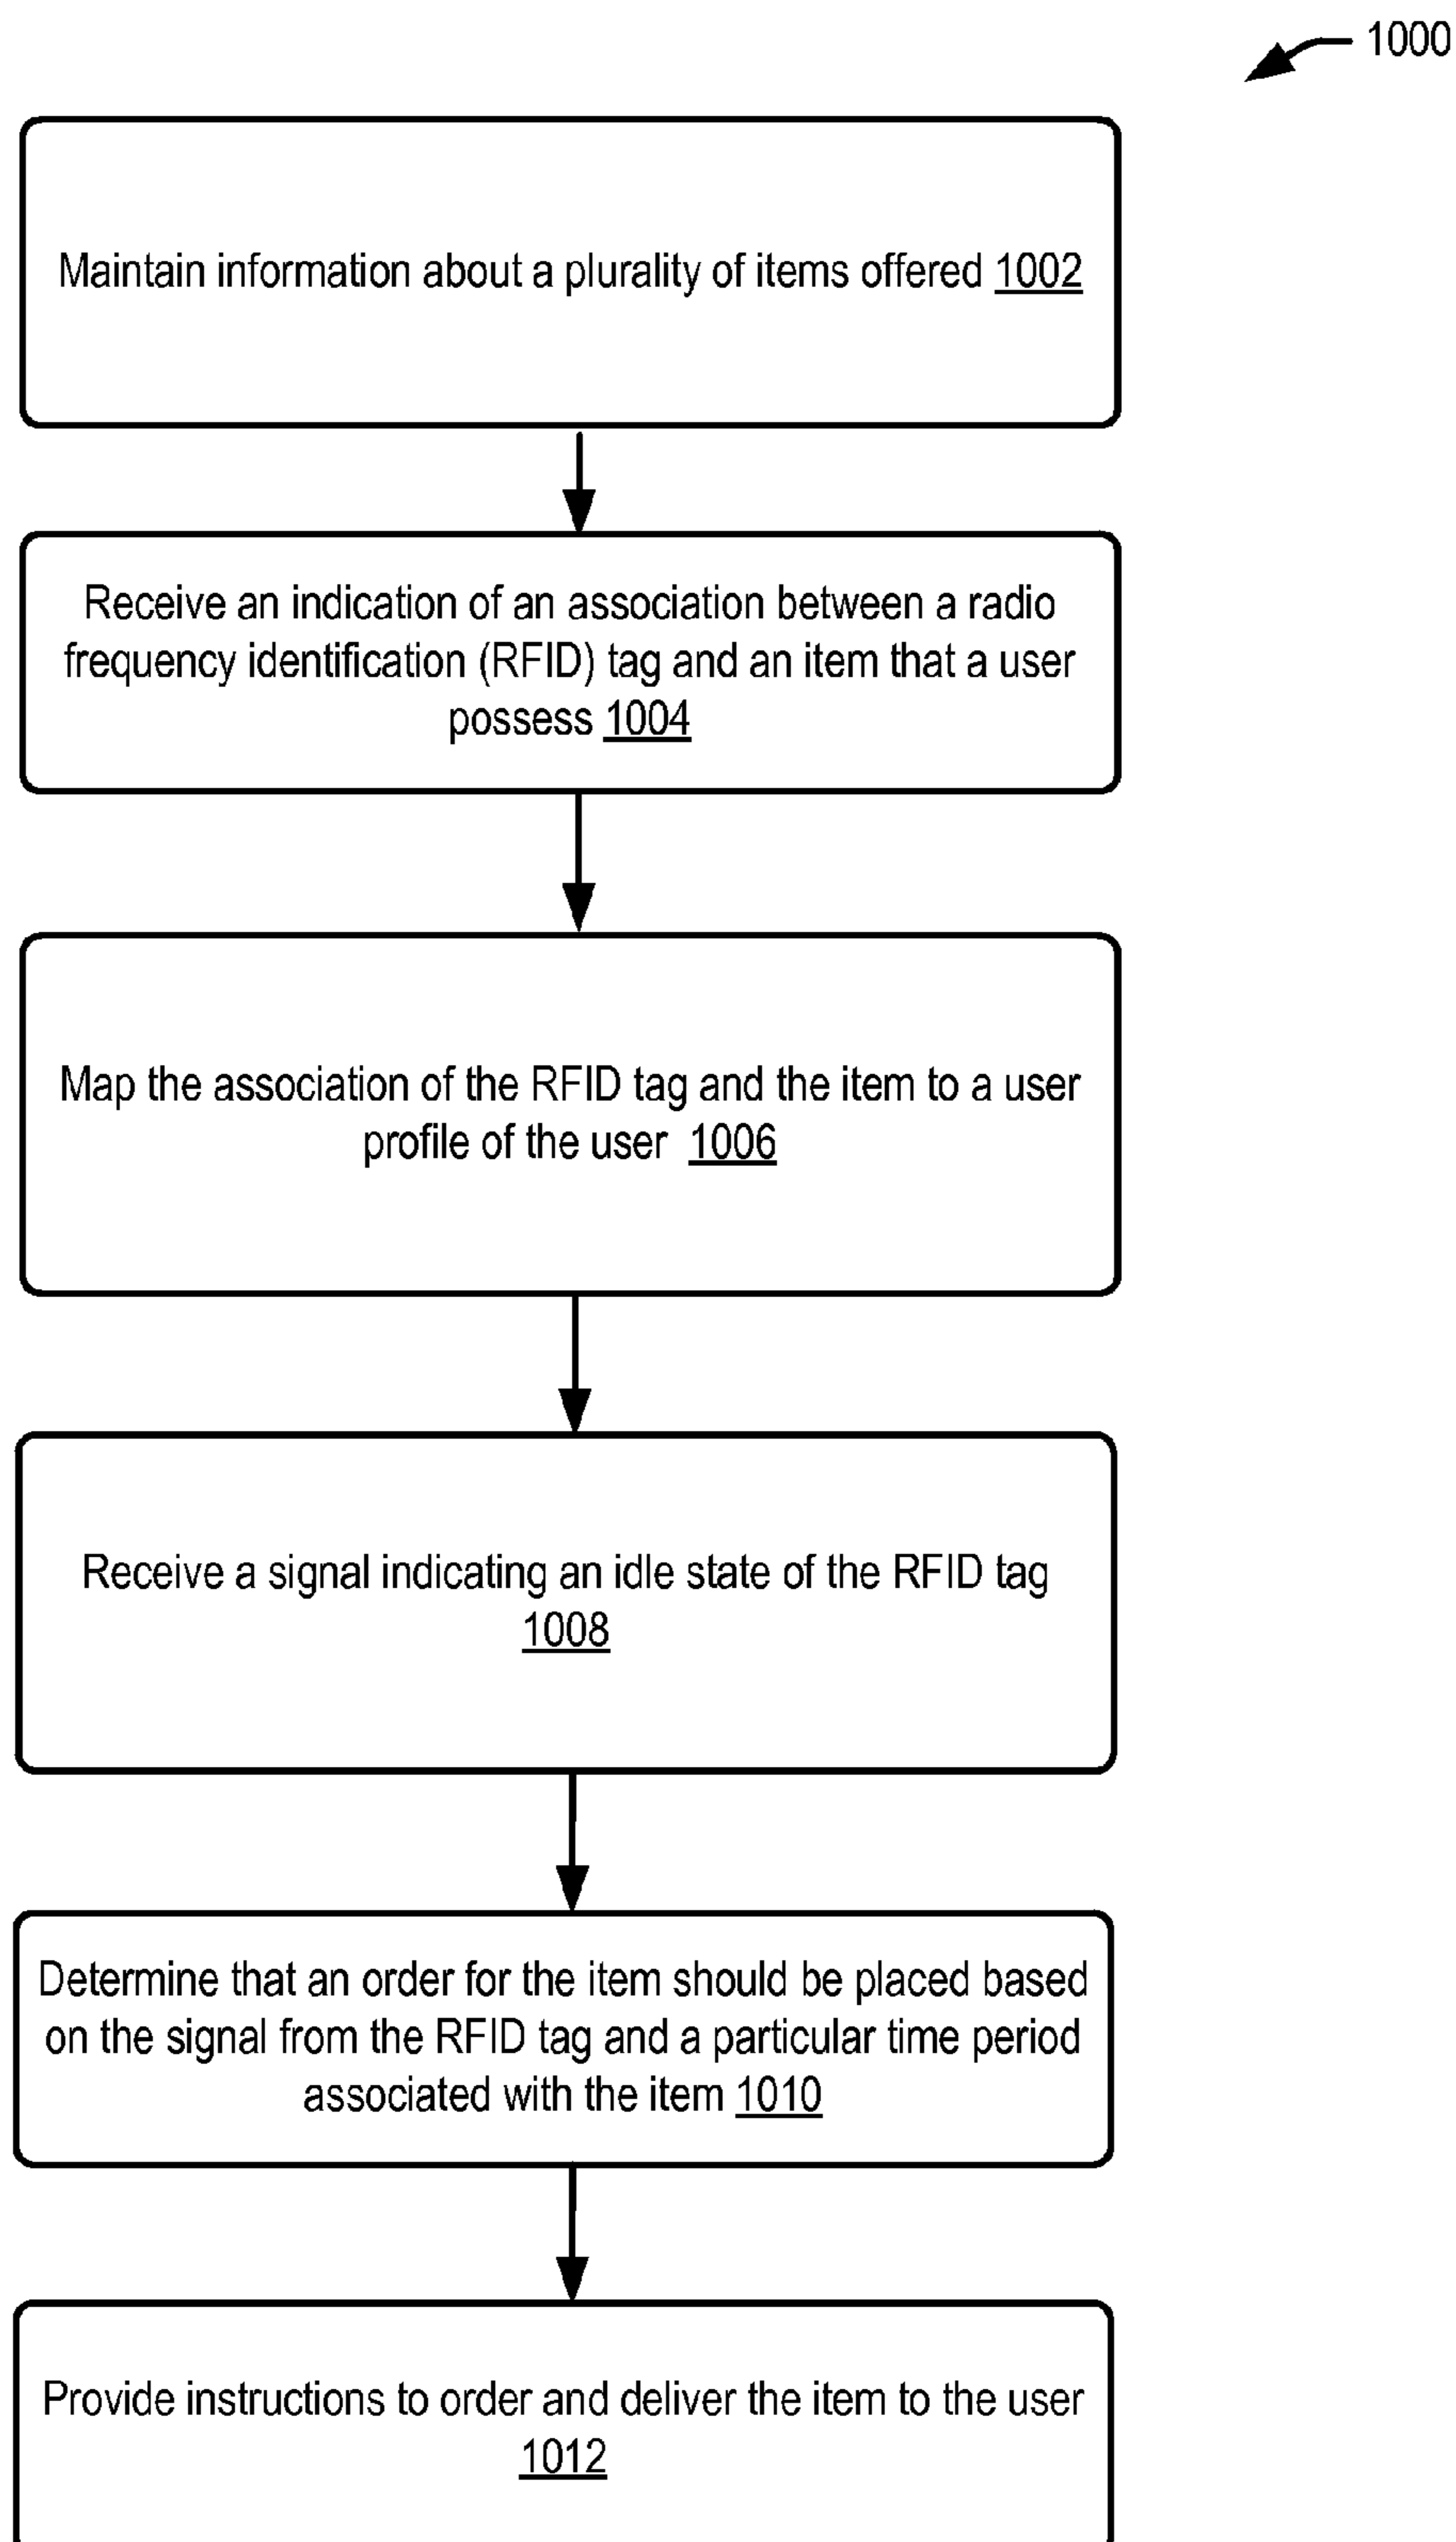 1000
Maintain information about a plurality of items offered 1002
Receive an indication of an association between a radio
frequency identification (RFID) tag and an item that a user
possess 1004
Map the association of the RFID tag and the item to a user
profile of the user 1006
Receive a signal indicating an idle state of the RFID tag
1008
Determine that an order for the item should be placed based
on the signal from the RFID tag and a particular time period
associated with the item 1010
Provide instructions to order and deliver the item to the user
1012